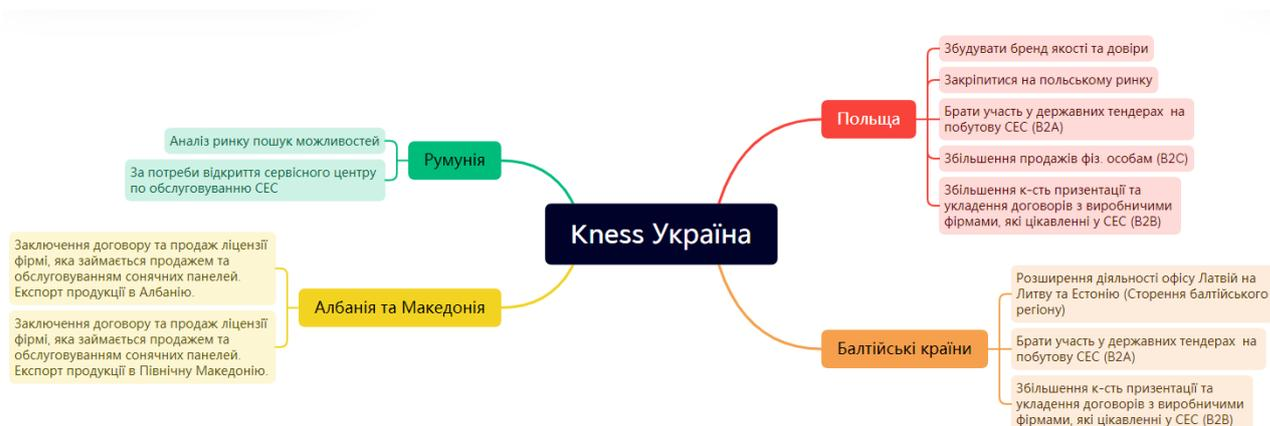 Kness Україна
Польща
Збудувати бренд якості та довіри
Закріпитися на польському ринку
Брати участь у державних тендерах на
побутову СЕС (B2A)
Збільшення продажів фіз. особам (B2C)
Збільшення к-сть призентації та
укладення договорів з виробничими
фірмами, які цікавленні у СЕС (B2B)
Балтійські країни
Розширення діяльності офісу Латвій на
Литву та Естонію (Сторення балтійського
регіону)
Брати участь у державних тендерах на
побутову СЕС (B2A)
Збільшення к-сть призентації та
укладення договорів з виробничими
фірмами, які цікавленні у СЕС (B2B)
Румунія
Аналіз ринку пошук можливостей
За потреби відкриття сервісного центру
по обслуговуванню СЕС
Албанія та Македонія
Заключення договору та продаж ліцензії
фірмі, яка займається продажем та
обслуговуванням сонячних панелей.
Експорт продукції в Албанію.
Заключення договору та продаж ліцензії
фірмі, яка займається продажем та
обслуговуванням сонячних панелей.
Експорт продукції в Північну Македонію.